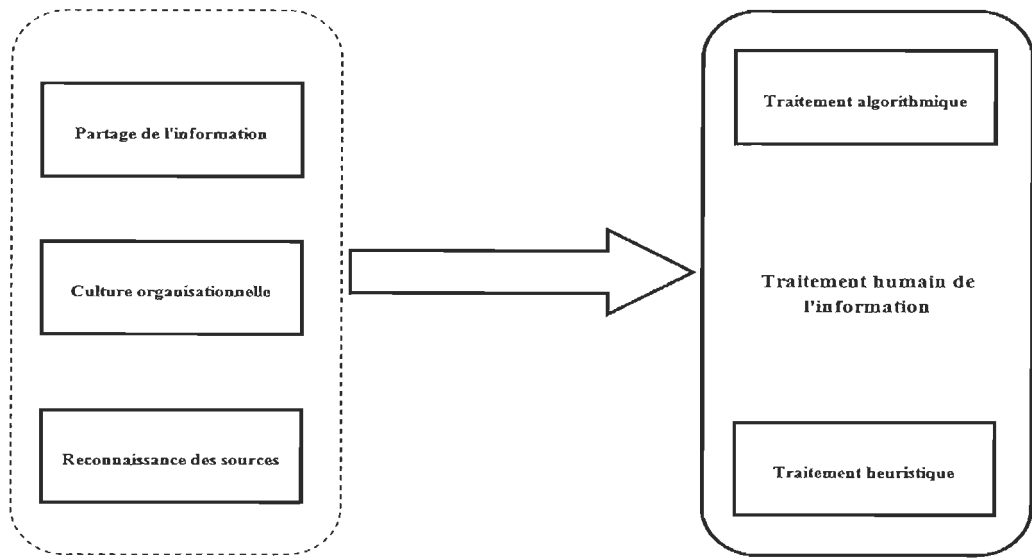 Partage de l'information
Culture organisationnelle
Reconnaissance des sources
Traitement algorithmique
Traitement humain de
l'information
Traitement heuristique